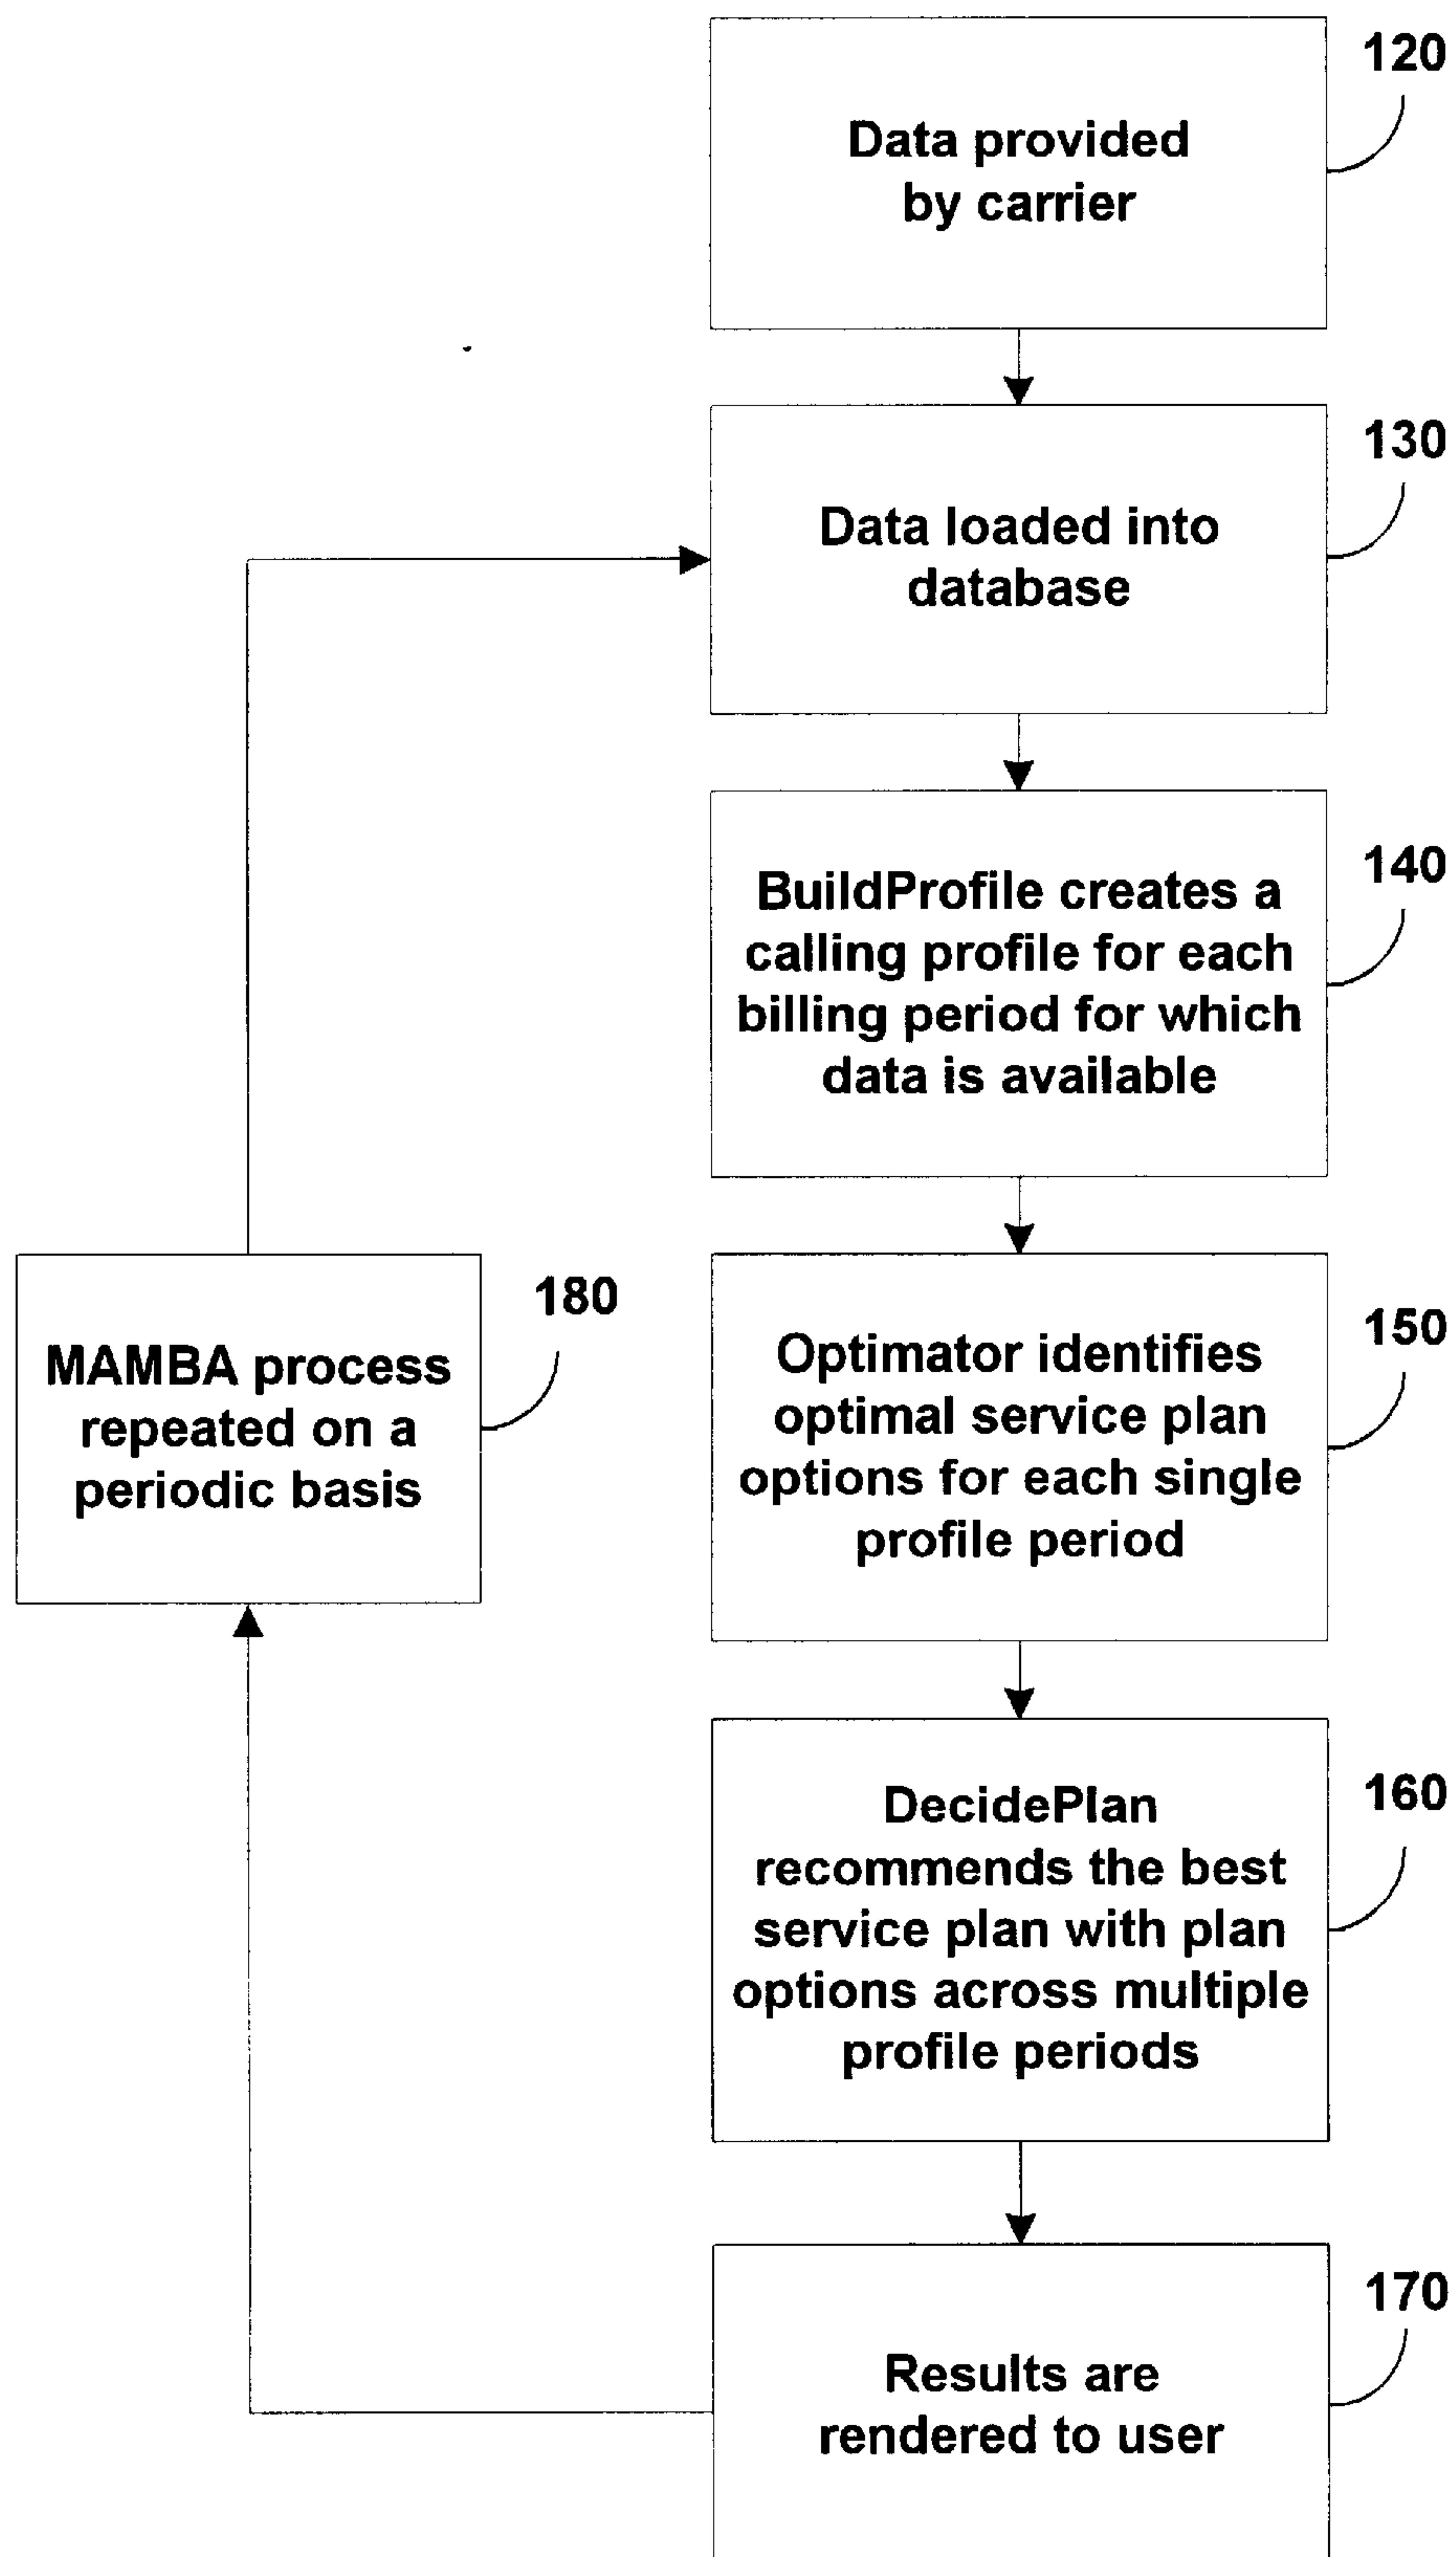 120
Data provided
by carrier
130
Data loaded into
database
140
BuildProfile creates a
calling profile for each
billing period for which
data is available
180
MAMBA process
repeated on a
periodic basis
150
Optimator identifies
optimal service plan
options for each single
profile period
160
DecidePlan
recommends the best
service plan with plan
options across multiple
profile periods
170
Results are
rendered to user